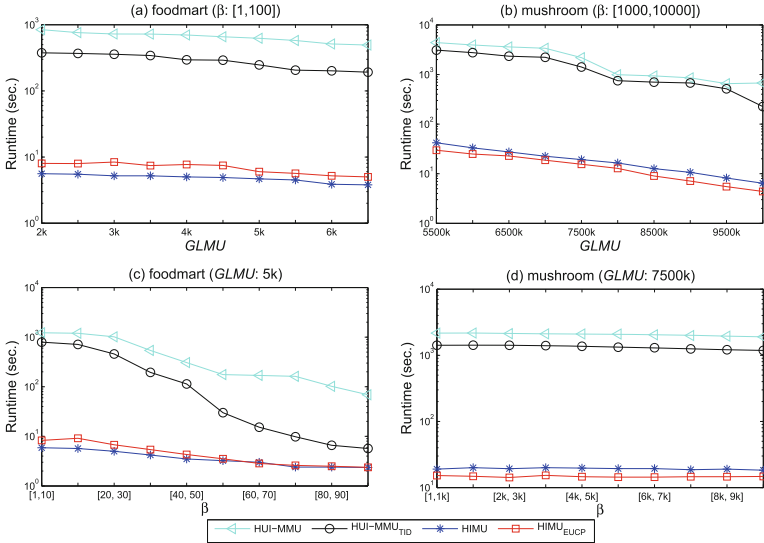 (a) foodmart (β: [1,100])
10³
10²
10¹
10⁰
Runtime (sec.)
2k 3k 4k 5k 6k
GLMU
(b) mushroom (β: [1000,10000])
10⁴
10³
10²
10¹
10⁰
Runtime (sec.)
5500k 6500k 7500k 8500k 9500k
GLMU
(c) foodmart (GLMU: 5k)
10⁴
10³
10²
10¹
10⁰
Runtime (sec.)
[1,10] [20, 30] [40, 50] [60, 70] [80, 90]
β
(d) mushroom (GLMU: 7500k)
10⁴
10³
10²
10¹
Runtime (sec.)
[1,1k] [2k, 3k] [4k, 5k] [6k, 7k] [8k, 9k]
β
HUI−MMU HUI−MMU_TID HIMU HIMU_EUCP